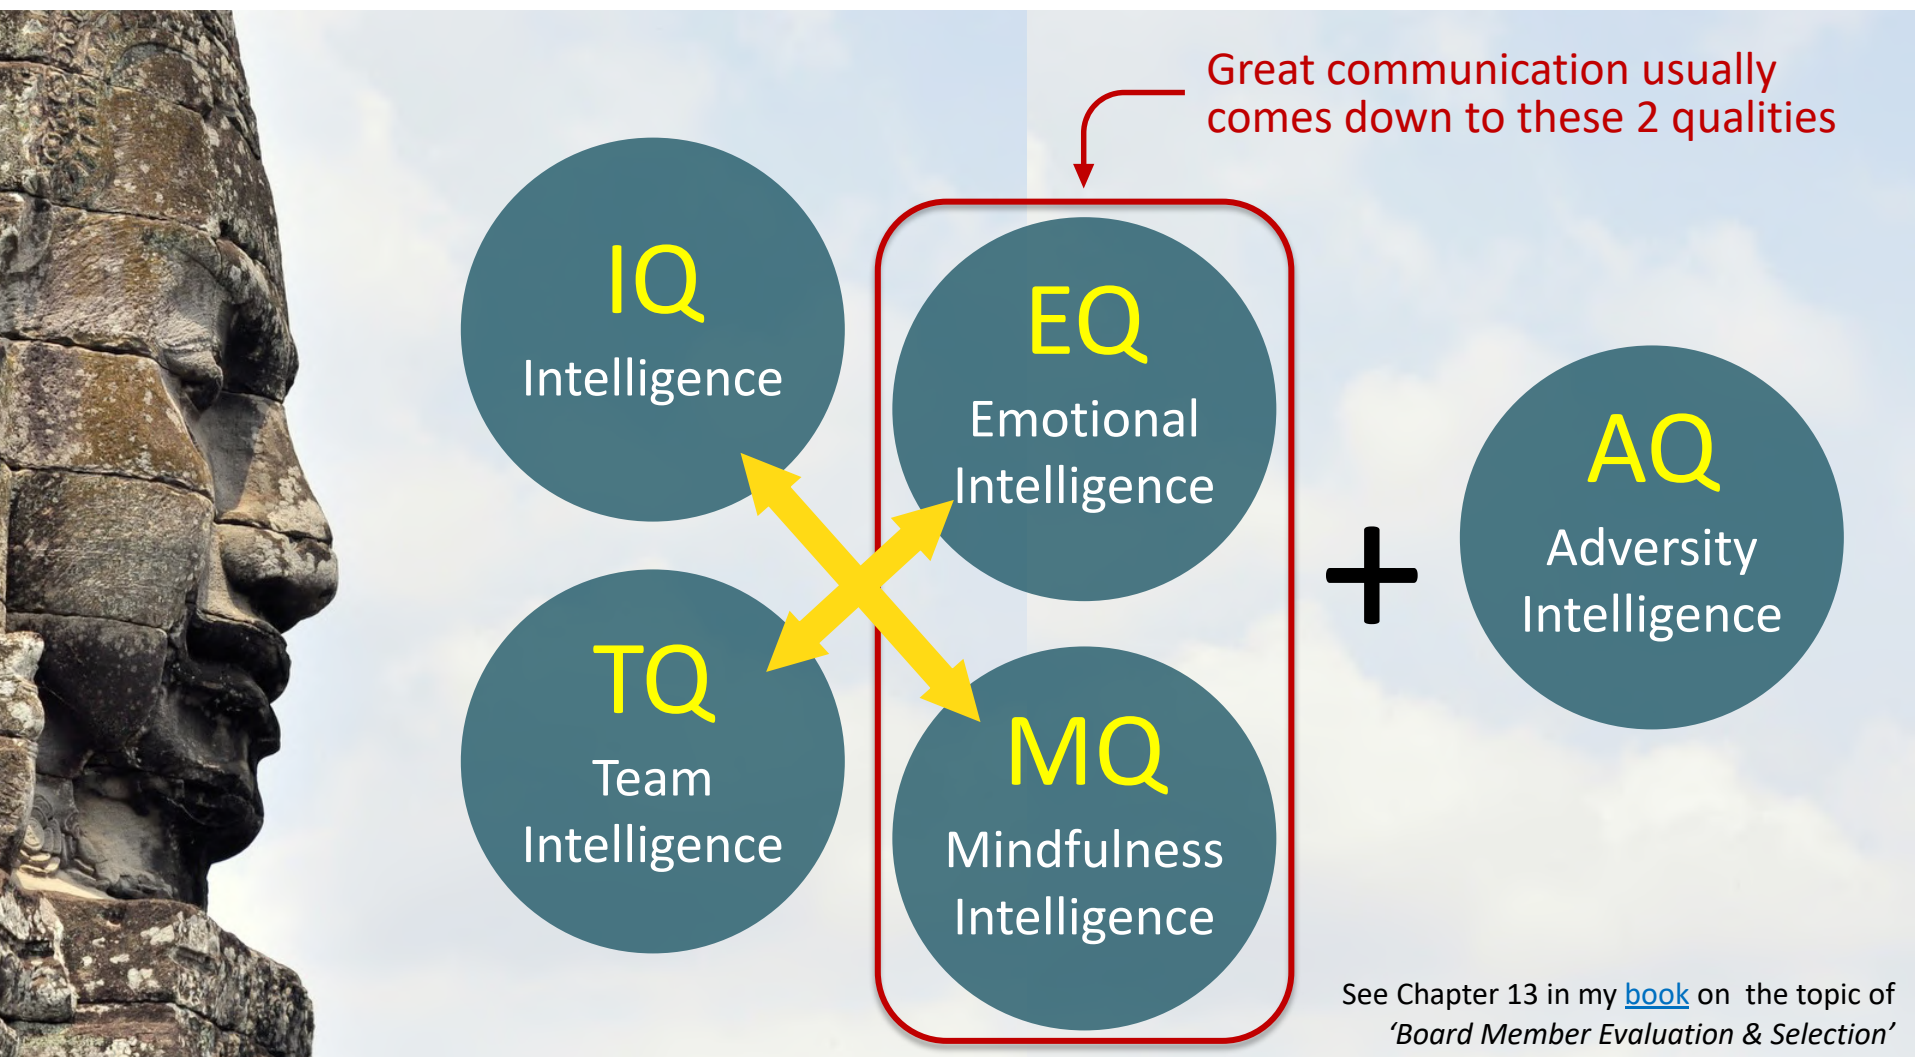 Great communication usually
comes down to these 2 qualities
IQ
Intelligence
EQ
Emotional
Intelligence
TQ
Team
Intelligence
MQ
Mindfulness
Intelligence
+
AQ
Adversity
Intelligence
See Chapter 13 in my book on the topic of
‘Board Member Evaluation & Selection’